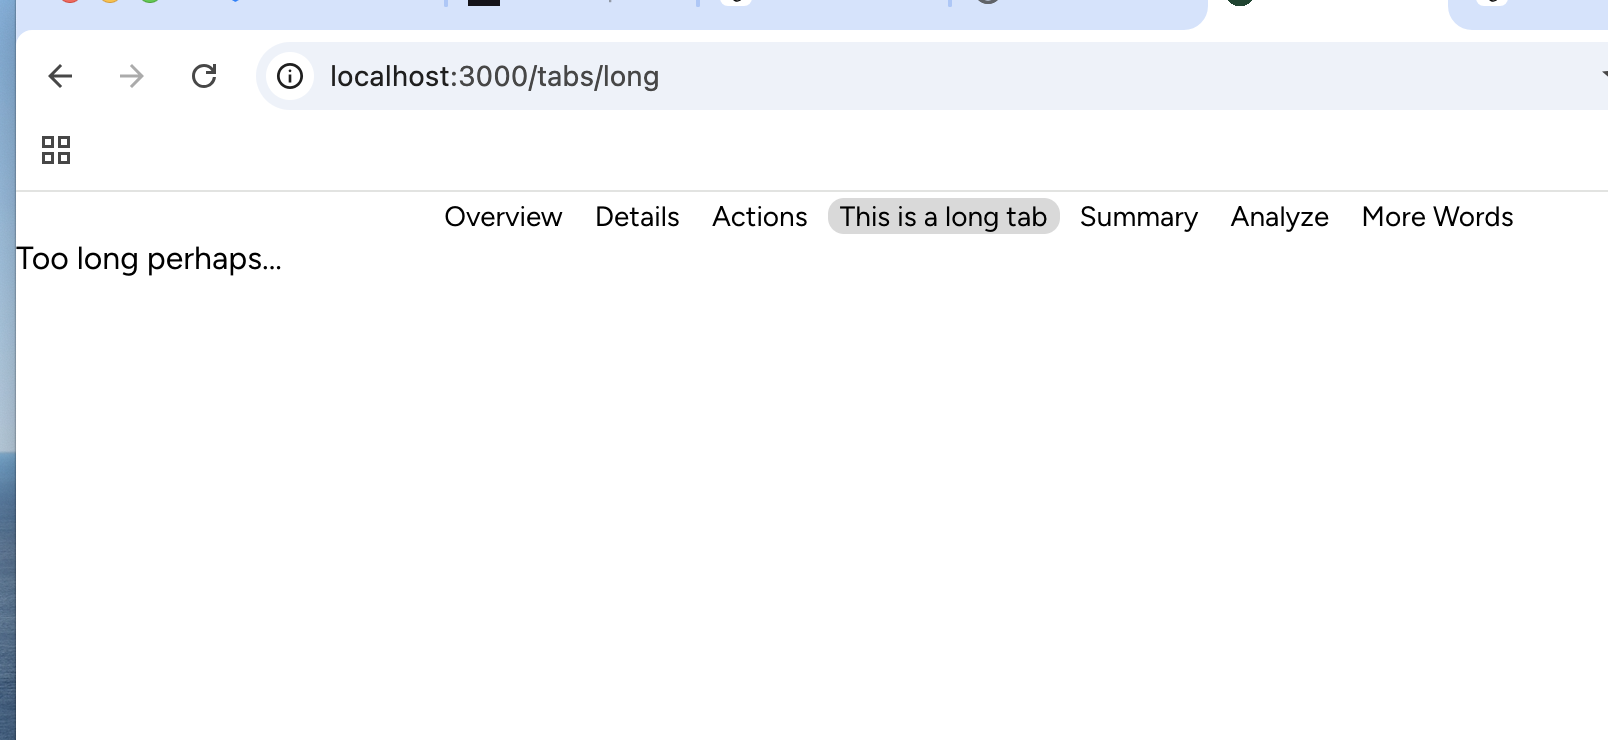 localhost:3000/tabs/long
Overview Details Actions This is a long tab Summary Analyze More Words
Too long perhaps...